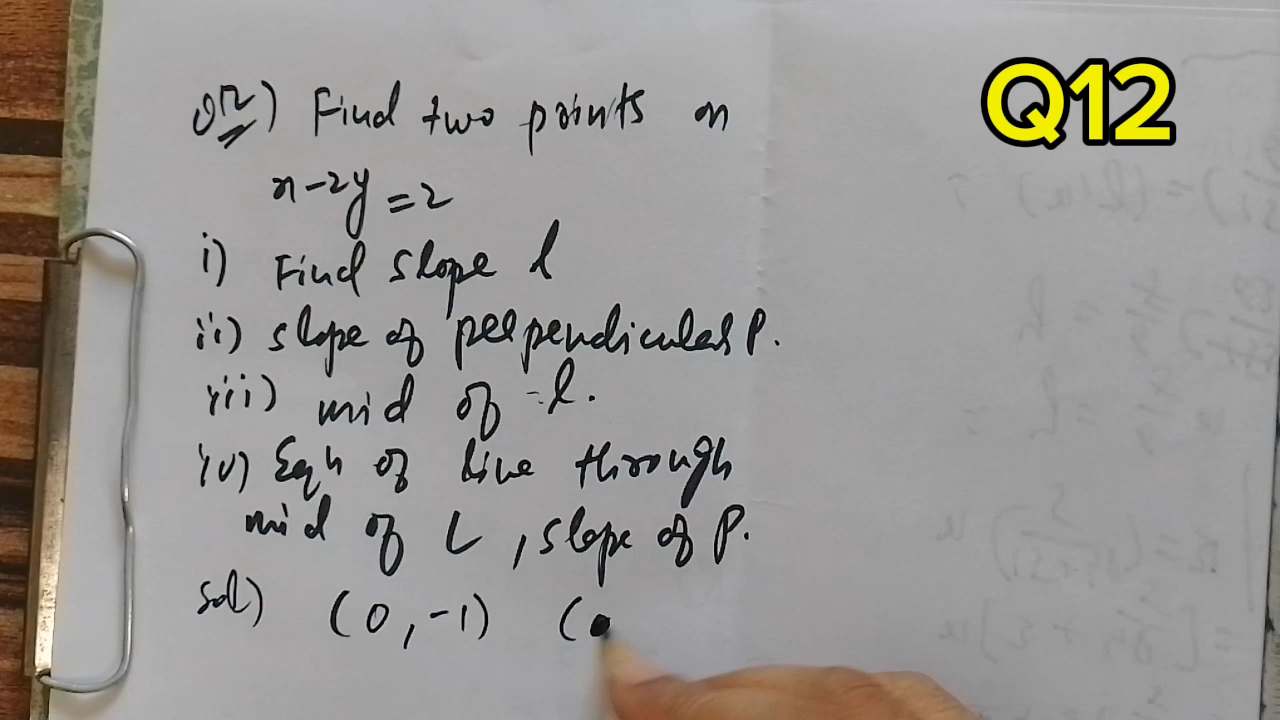 Q12) Find two points on
x-2y=2
i) Find slope l
ii) slope of perpendicular P.
iii) mid of l.
iv) Eqn of line through
mid of L, slope of P.
sol) (0,-1) (
Q12